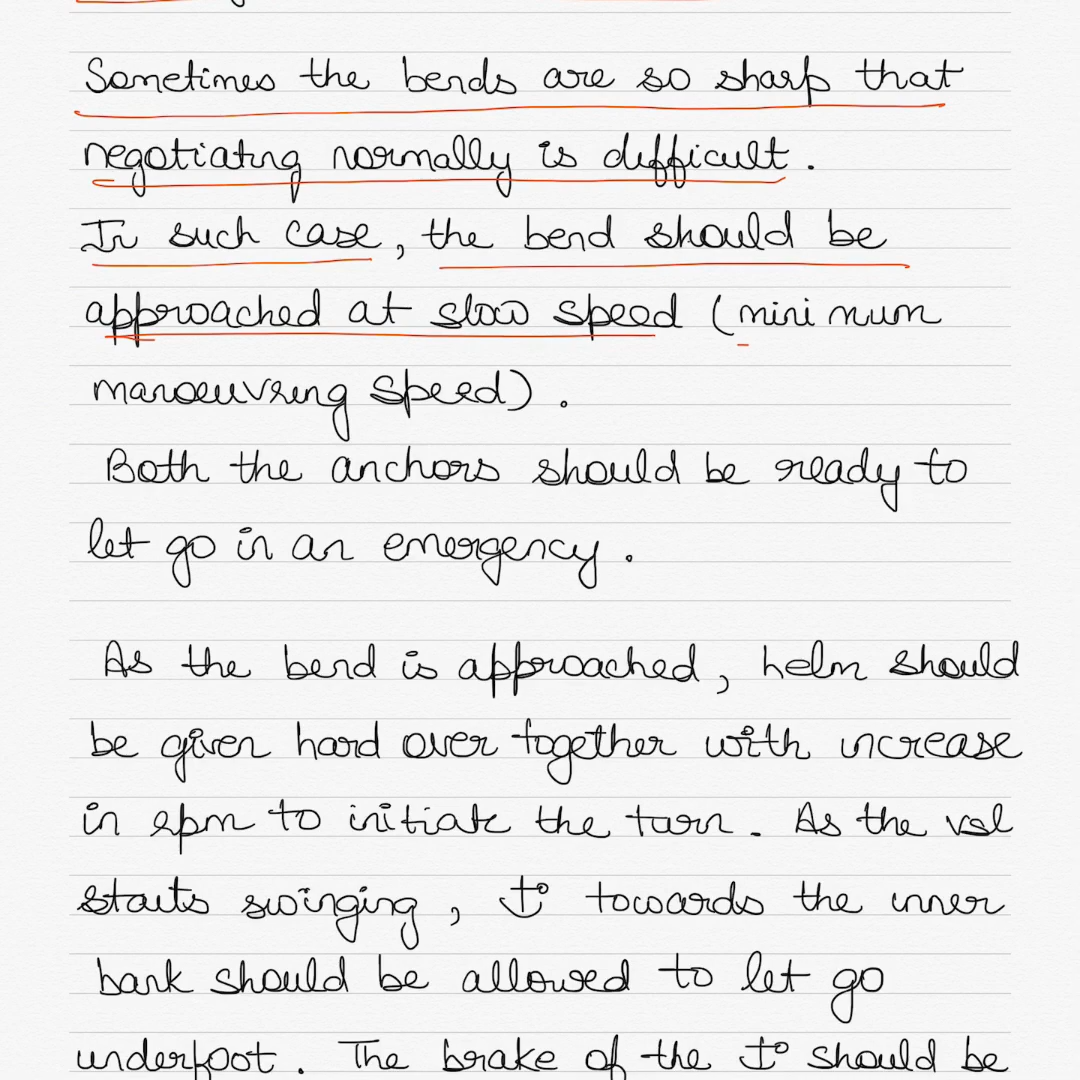 Sometimes the bends are so sharp that
negotiating normally is difficult.
In such case, the bend should be
approached at slow speed (minimum
manoeuvring speed).
Both the anchors should be ready to
let go in an emergency.
As the bend is approached, helm should
be given hard over together with increase
in rpm to initiate the turn. As the vsl
starts swinging, ⚓ towards the inner
bank should be allowed to let go
underfoot. The brake of the ⚓ should be